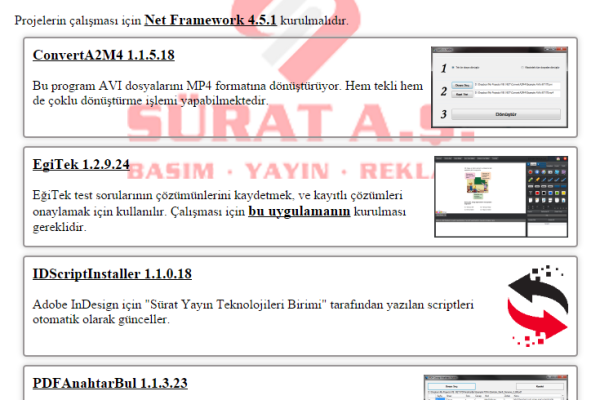 Projelerin çalışması için Net Framework 4.5.1 kurulmalıdır.
ConvertA2M4 1.1.5.18
Bu program AVI dosyalarını MP4 formatına dönüştürüyor. Hem tekli hem
de çoklu dönüştürme işlemi yapabilmektedir.
1
2
3
Dönüştür
SÜRAT A.Ş.
BASIM · YAYIN · REKLA
EgiTek 1.2.9.24
EğiTek test sorularının çözümünlerini kaydetmek, ve kayıtlı çözümleri
onaylamak için kullanılır. Çalışması için bu uygulamanın kurulması
gereklidir.
IDScriptInstaller 1.1.0.18
Adobe InDesign için "Sürat Yayın Teknolojileri Birimi" tarafından yazılan scriptleri
otomatik olarak günceller.
PDFAnahtarBul 1.1.3.23